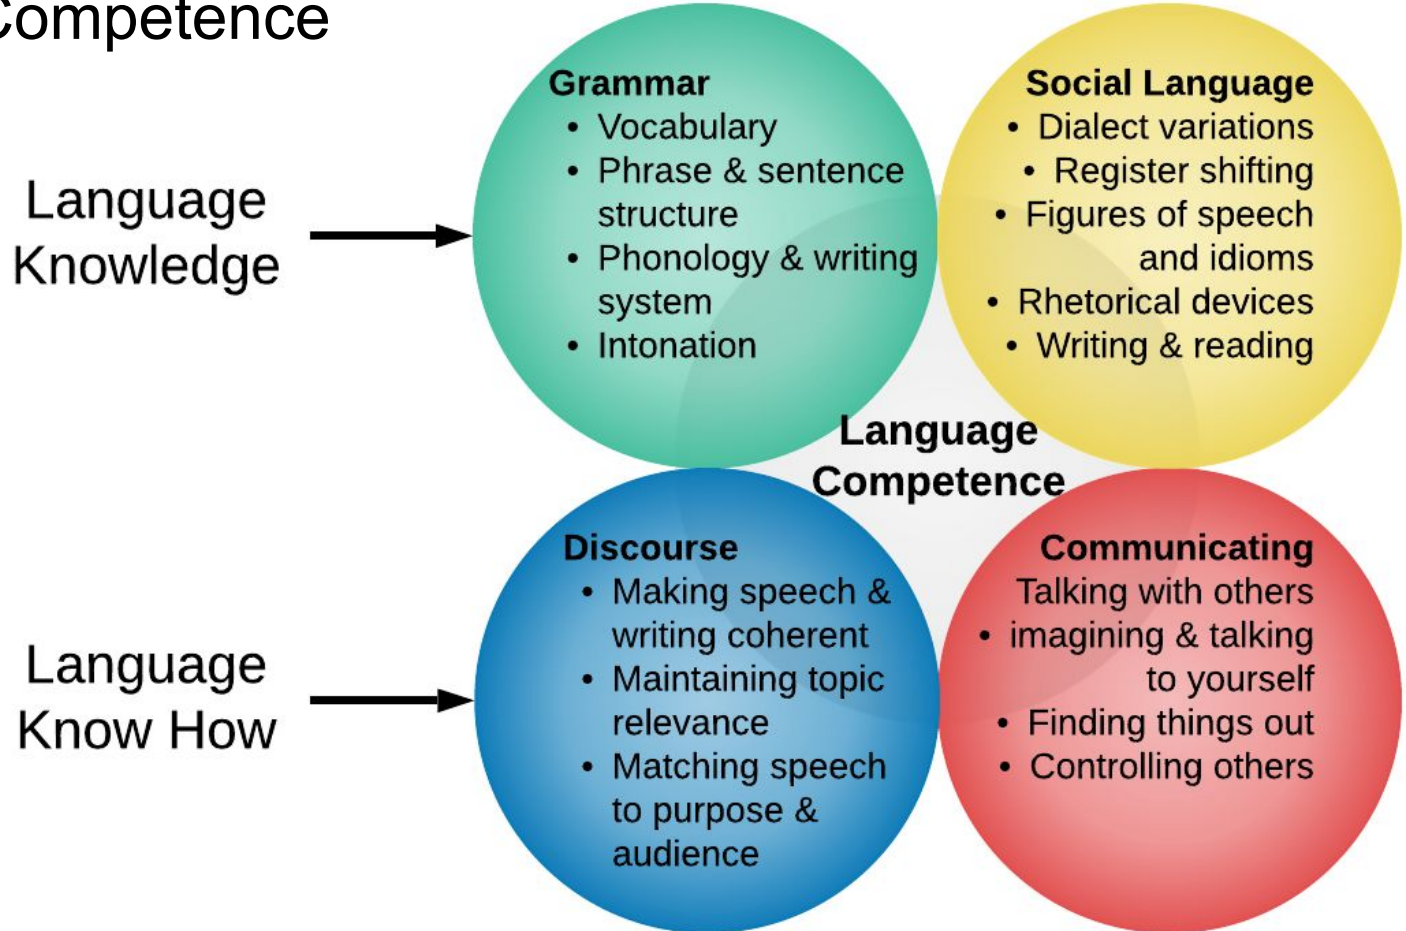 Competence
Language
Knowledge
Grammar
• Vocabulary
• Phrase & sentence
structure
• Phonology & writing
system
• Intonation
Social Language
• Dialect variations
• Register shifting
• Figures of speech
and idioms
• Rhetorical devices
• Writing & reading
Language
Competence
Language
Know How
Discourse
• Making speech &
writing coherent
• Maintaining topic
relevance
• Matching speech
to purpose &
audience
Communicating
Talking with others
• imagining & talking
to yourself
• Finding things out
• Controlling others